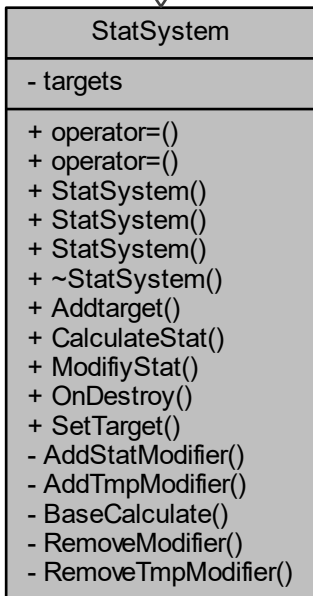 StatSystem
- targets
+ operator=()
+ operator=()
+ StatSystem()
+ StatSystem()
+ StatSystem()
+ ~StatSystem()
+ Addtarget()
+ CalculateStat()
+ ModifiyStat()
+ OnDestroy()
+ SetTarget()
- AddStatModifier()
- AddTmpModifier()
- BaseCalculate()
- RemoveModifier()
- RemoveTmpModifier()